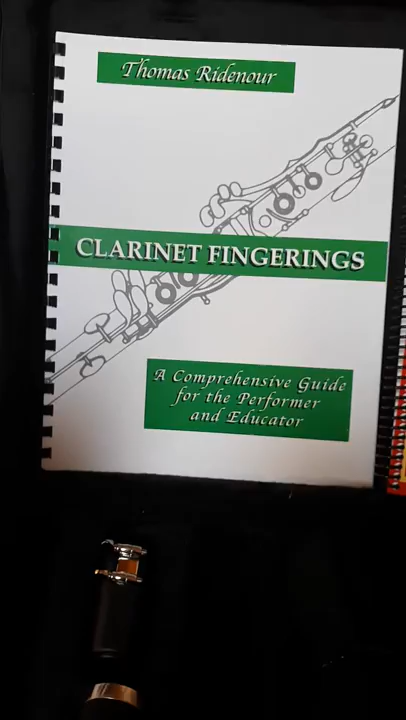 Thomas Ridenour
CLARINET FINGERINGS
A Comprehensive Guide
for the Performer
and Educator